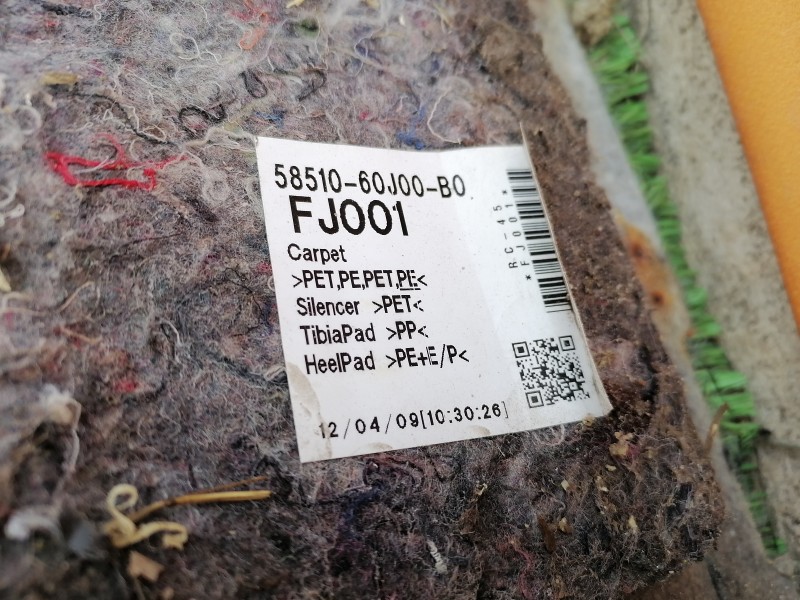 58510-60J00-B0
FJ001
Carpet
>PET,PE,PET,PE<
Silencer >PET<
TibiaPad >PP<
HeelPad >PE+E/P<
12/04/09[10:30:26]
RC-45
*FJ001*